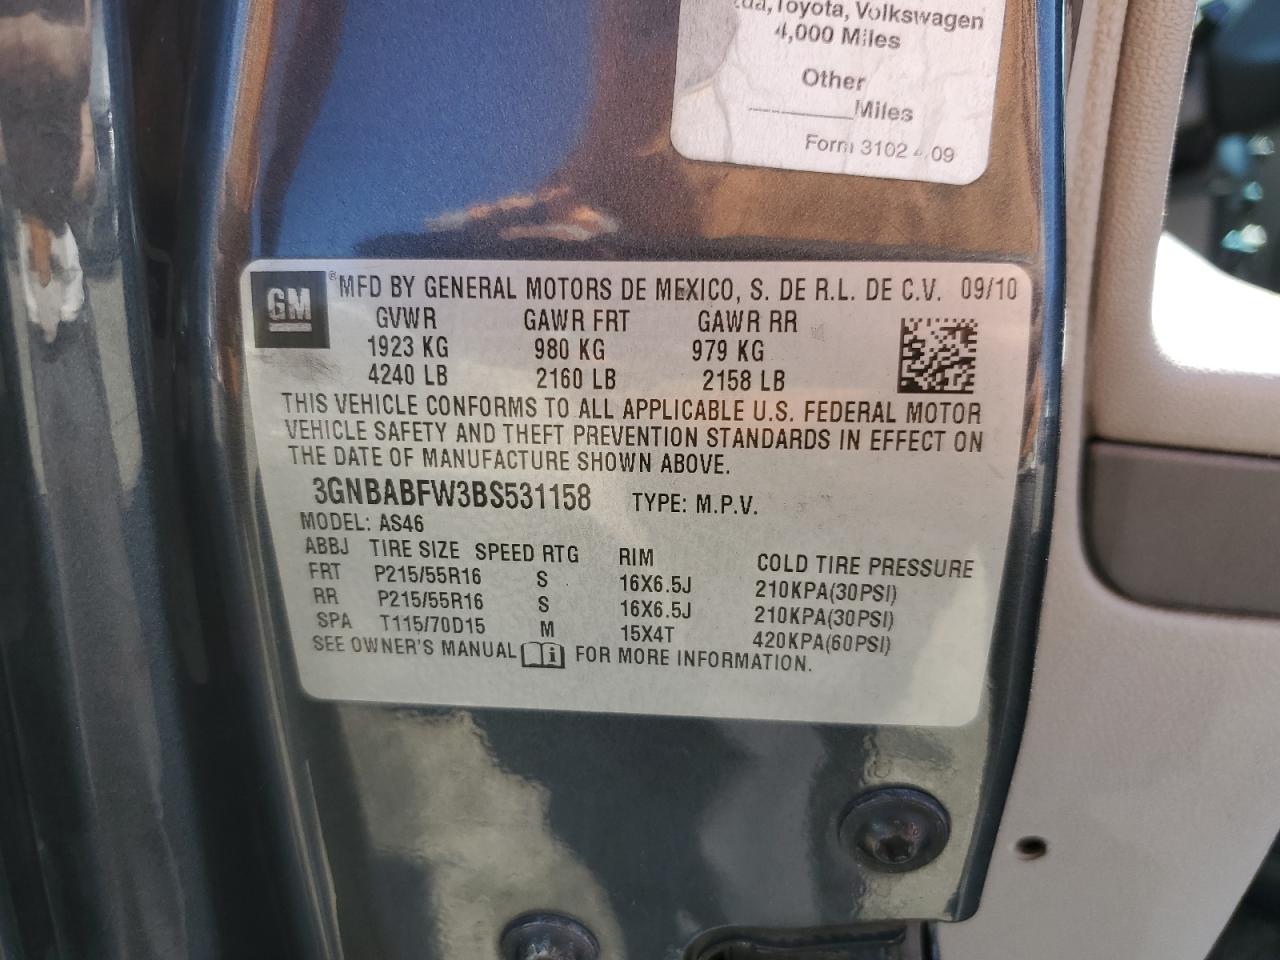 Toyota, Volkswagen
4,000 Miles
Other
________Miles
Form 3102 4/09
GM
®MFD BY GENERAL MOTORS DE MEXICO, S. DE R.L. DE C.V. 09/10
GVWR GAWR FRT GAWR RR
1923 KG 980 KG 979 KG
4240 LB 2160 LB 2158 LB
THIS VEHICLE CONFORMS TO ALL APPLICABLE U.S. FEDERAL MOTOR
VEHICLE SAFETY AND THEFT PREVENTION STANDARDS IN EFFECT ON
THE DATE OF MANUFACTURE SHOWN ABOVE.
3GNBABFW3BS531158 TYPE: M.P.V.
MODEL: AS46
ABBJ TIRE SIZE SPEED RTG RIM COLD TIRE PRESSURE
FRT P215/55R16 S 16X6.5J 210KPA(30PSI)
RR P215/55R16 S 16X6.5J 210KPA(30PSI)
SPA T115/70D15 M 15X4T 420KPA(60PSI)
SEE OWNER'S MANUAL i FOR MORE INFORMATION.